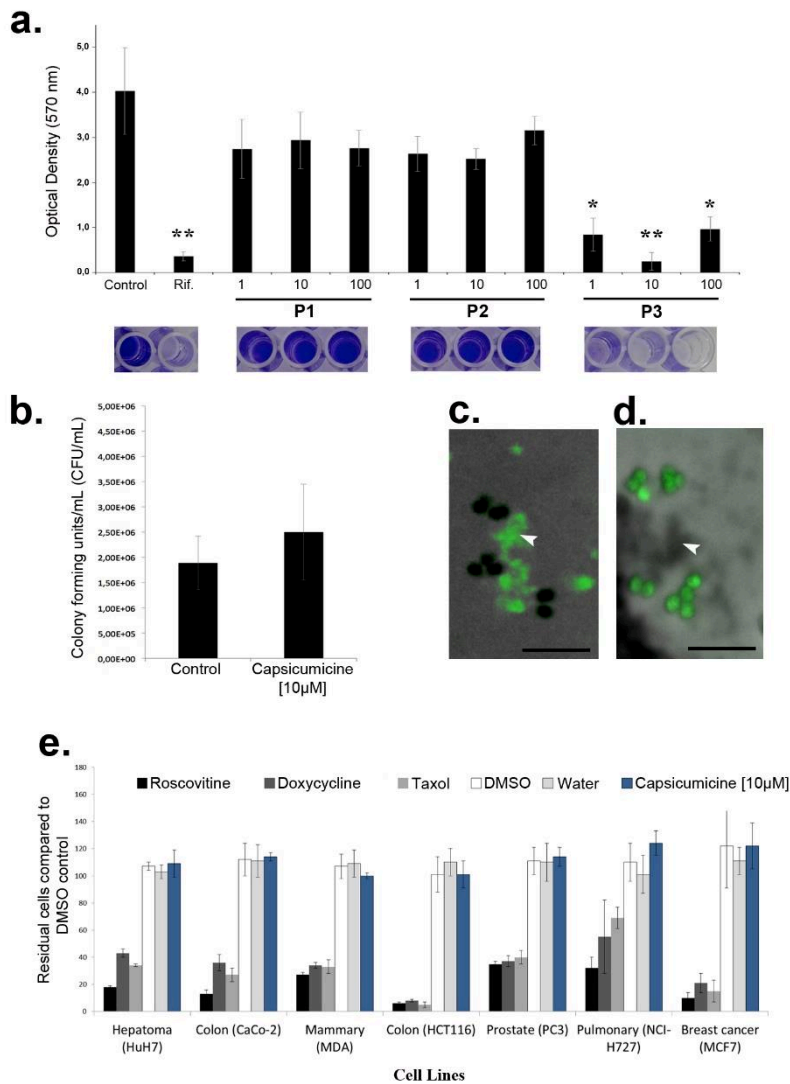 a.
Optical Density (570 nm)
5,0
4,0
3,0
2,0
1,0
0,0
** * ** *
Control Rif. 1 10 100 1 10 100 1 10 100
P1 P2 P3
b.
Colony forming units/mL (CFU/mL)
5,00E+06
4,50E+06
4,00E+06
3,50E+06
3,00E+06
2,50E+06
2,00E+06
1,50E+06
1,00E+06
5,00E+05
0,00E+00
Control Capsicumicine
[10µM]
c.
d.
e.
Residual cells compared to
DMSO control
180
160
140
120
100
80
60
40
20
0
Roscovitine Doxycycline Taxol DMSO Water Capsicumicine [10µM]
Hepatoma Colon (CaCo-2) Mammary Colon (HCT116) Prostate (PC3) Pulmonary (NCI- Breast cancer
(HuH7) (MDA) H727) (MCF7)
Cell Lines